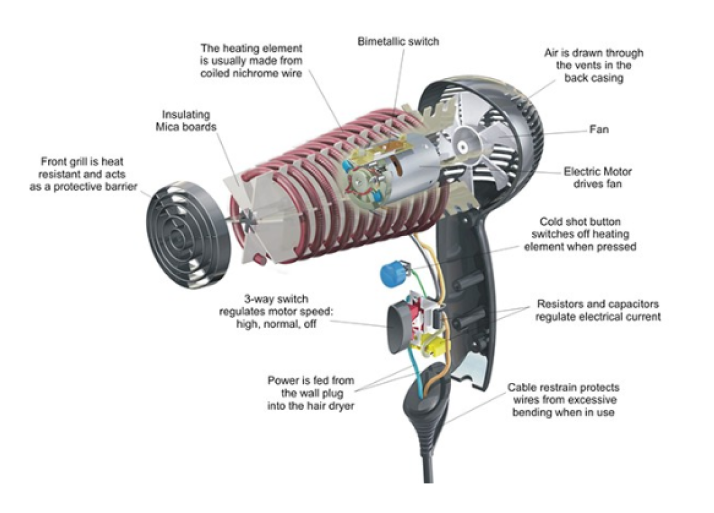 The heating element
is usually made from
coiled nichrome wire
Bimetallic switch
Air is drawn through
the vents in the
back casing
Insulating
Mica boards
Fan
Front grill is heat
resistant and acts
as a protective barrier
Electric Motor
drives fan
Cold shot button
switches off heating
element when pressed
3-way switch
regulates motor speed:
high, normal, off
Resistors and capacitors
regulate electrical current
Power is fed from
the wall plug
into the hair dryer
Cable restrain protects
wires from excessive
bending when in use